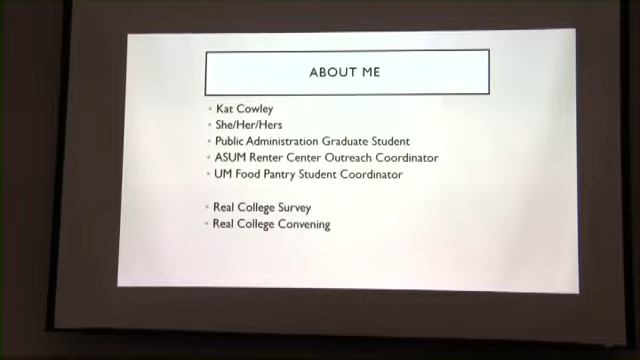 ABOUT ME
• Kat Cowley
• She/Her/Hers
• Public Administration Graduate Student
• ASUM Renter Center Outreach Coordinator
• UM Food Pantry Student Coordinator
• Real College Survey
• Real College Convening